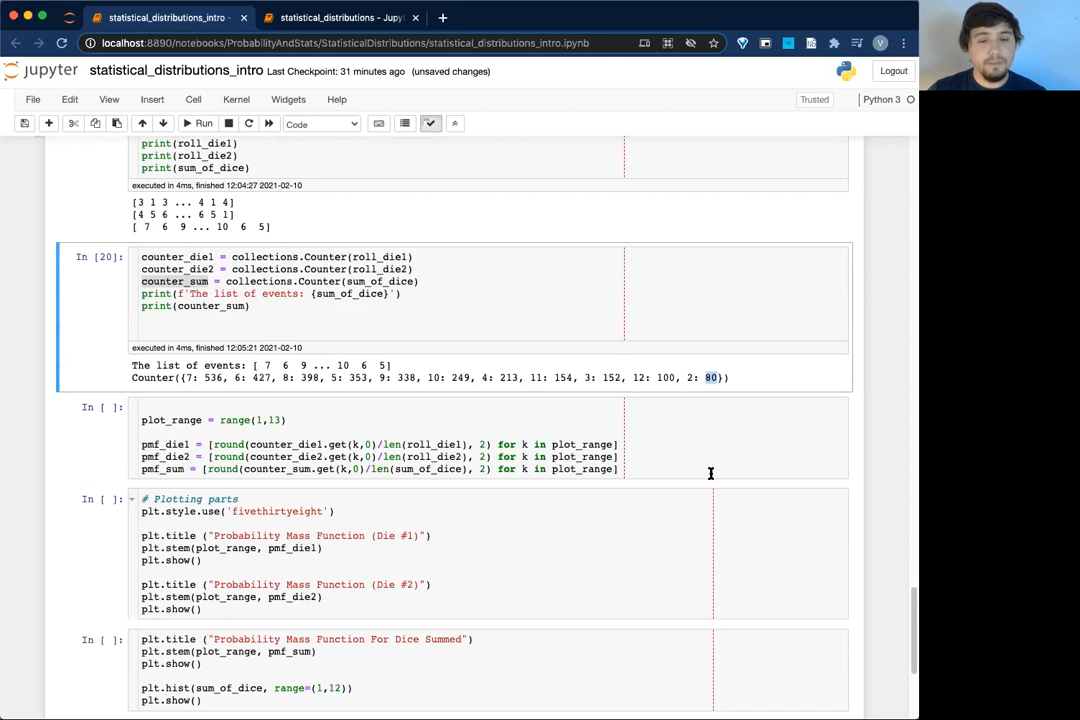 statistical_distributions_intro -
statistical_distributions - Jupyt
localhost:8890/notebooks/ProbabilityAndStats/StatisticalDistributions/statistical_distributions_intro.ipynb
V
jupyter statistical_distributions_intro Last Checkpoint: 31 minutes ago (unsaved changes)
Logout
File Edit View Insert Cell Kernel Widgets Help
Trusted
Python 3
Run
Code
print(roll_die1)
print(roll_die2)
print(sum_of_dice)
executed in 4ms, finished 12:04:27 2021-02-10
[3 1 3 ... 4 1 4]
[4 5 6 ... 6 5 1]
[ 7 6 9 ... 10 6 5]
In [20]:
counter_die1 = collections.Counter(roll_die1)
counter_die2 = collections.Counter(roll_die2)
counter_sum = collections.Counter(sum_of_dice)
print(f'The list of events: {sum_of_dice}')
print(counter_sum)
executed in 4ms, finished 12:05:21 2021-02-10
The list of events: [ 7 6 9 ... 10 6 5]
Counter({7: 536, 6: 427, 8: 398, 5: 353, 9: 338, 10: 249, 4: 213, 11: 154, 3: 152, 12: 100, 2: 80})
In [ ]:
plot_range = range(1,13)
pmf_die1 = [round(counter_die1.get(k,0)/len(roll_die1), 2) for k in plot_range]
pmf_die2 = [round(counter_die2.get(k,0)/len(roll_die2), 2) for k in plot_range]
pmf_sum = [round(counter_sum.get(k,0)/len(sum_of_dice), 2) for k in plot_range]
In [ ]:
# Plotting parts
plt.style.use('fivethirtyeight')
plt.title ("Probability Mass Function (Die #1)")
plt.stem(plot_range, pmf_die1)
plt.show()
plt.title ("Probability Mass Function (Die #2)")
plt.stem(plot_range, pmf_die2)
plt.show()
In [ ]:
plt.title ("Probability Mass Function For Dice Summed")
plt.stem(plot_range, pmf_sum)
plt.show()
plt.hist(sum_of_dice, range=(1,12))
plt.show()